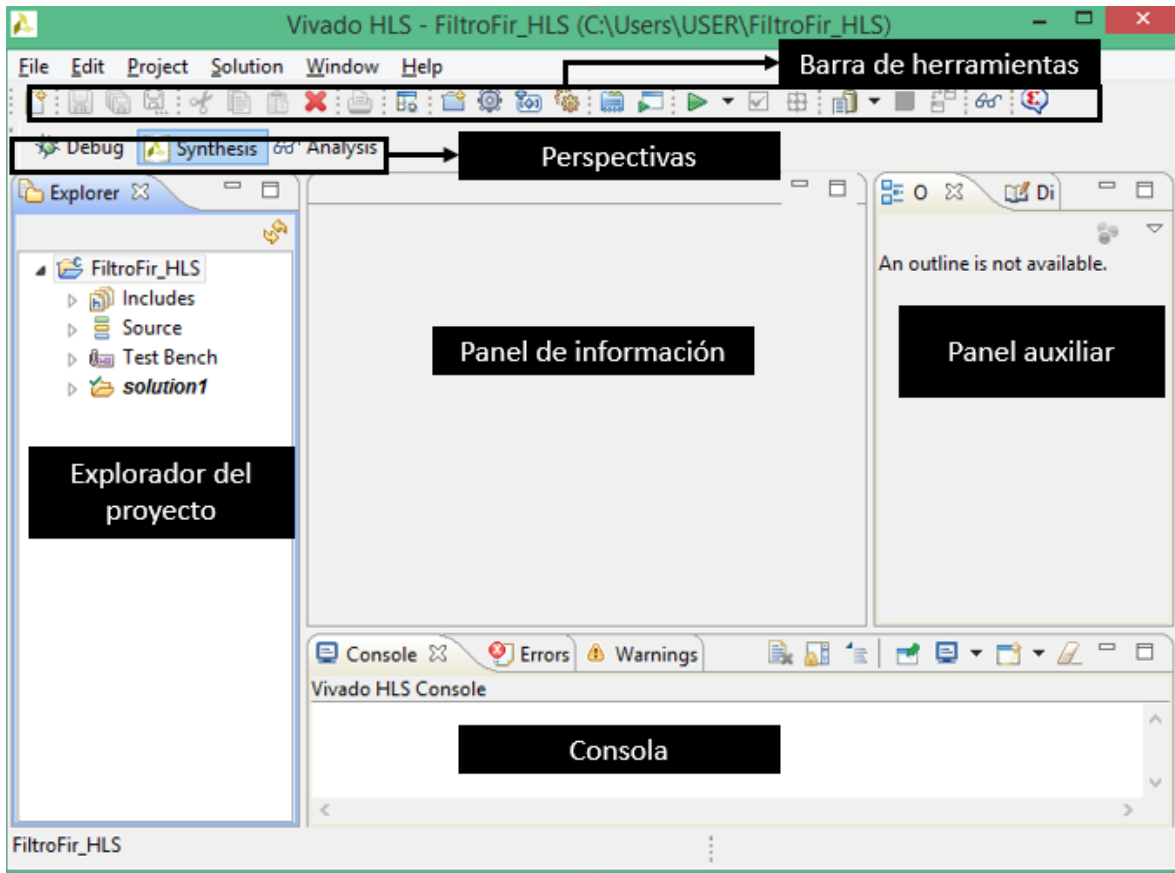 Vivado HLS - FiltroFir_HLS (C:\Users\USER\FiltroFir_HLS)
File Edit Project Solution Window Help
Barra de herramientas
Debug Synthesis Analysis
Perspectivas
Explorer
O Di
FiltroFir_HLS
An outline is not available.
Includes
Source
Test Bench
solution1
Panel de información
Panel auxiliar
Explorador del
proyecto
Console Errors Warnings
Vivado HLS Console
Consola
FiltroFir_HLS